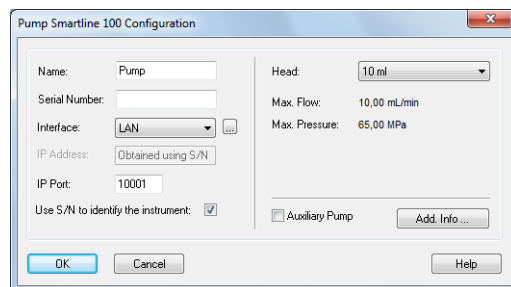 Pump Smartline 100 Configuration
Name: Pump
Serial Number:
Interface: LAN ...
IP Address: Obtained using S/N
IP Port: 10001
Use S/N to identify the instrument:
Head: 10 ml
Max. Flow: 10,00 mL/min
Max. Pressure: 65,00 MPa
Auxiliary Pump Add. Info ...
OK Cancel Help